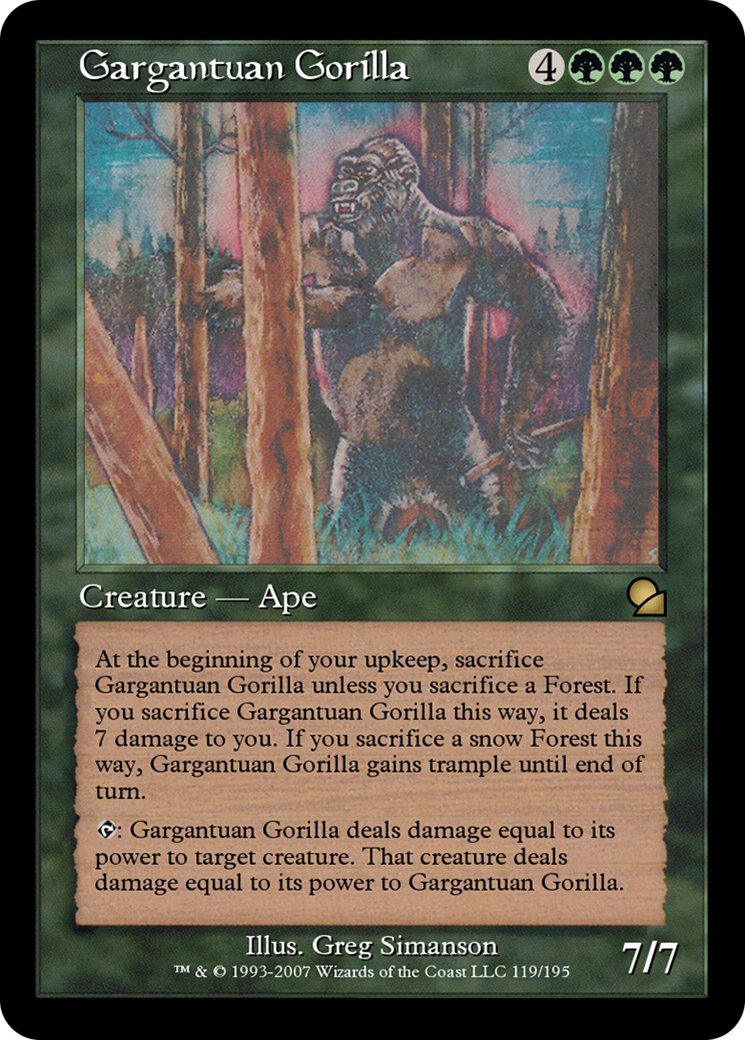 Gargantuan Gorilla 4
Creature — Ape
At the beginning of your upkeep, sacrifice
Gargantuan Gorilla unless you sacrifice a Forest. If
you sacrifice Gargantuan Gorilla this way, it deals
7 damage to you. If you sacrifice a snow Forest this
way, Gargantuan Gorilla gains trample until end of
turn.
: Gargantuan Gorilla deals damage equal to its
power to target creature. That creature deals
damage equal to its power to Gargantuan Gorilla.
Illus. Greg Simanson
™ & © 1993-2007 Wizards of the Coast LLC 119/195
7/7